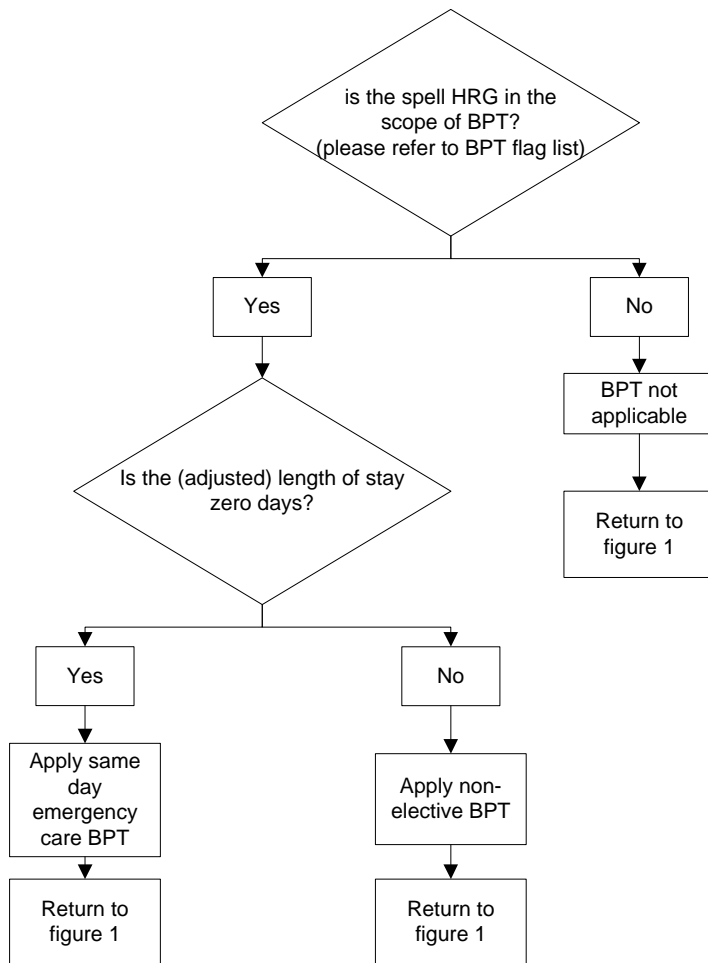 is the spell HRG in the
scope of BPT?
(please refer to BPT flag list)
Yes
No
BPT not
applicable
Is the (adjusted) length of stay
zero days?
Return to
figure 1
Yes
No
Apply same
day
emergency
care BPT
Apply non-
elective BPT
Return to
figure 1
Return to
figure 1